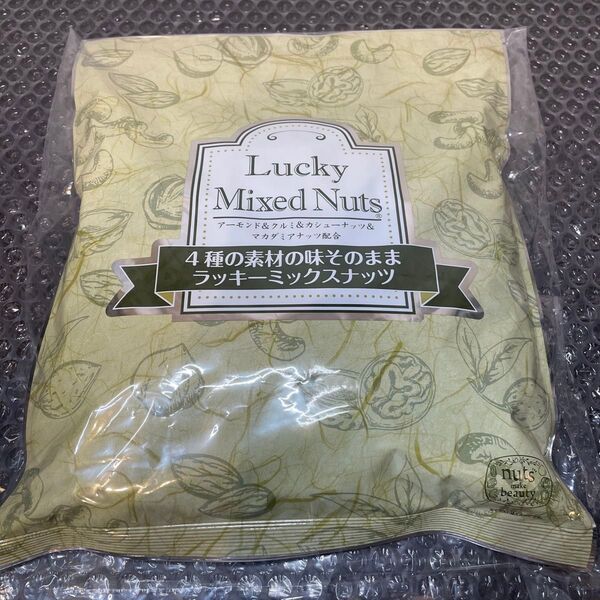 Lucky
Mixed Nuts®
アーモンド&クルミ&カシューナッツ&
マカダミアナッツ配合
4種の素材の味そのまま
ラッキーミックスナッツ
nuts
make
beauty